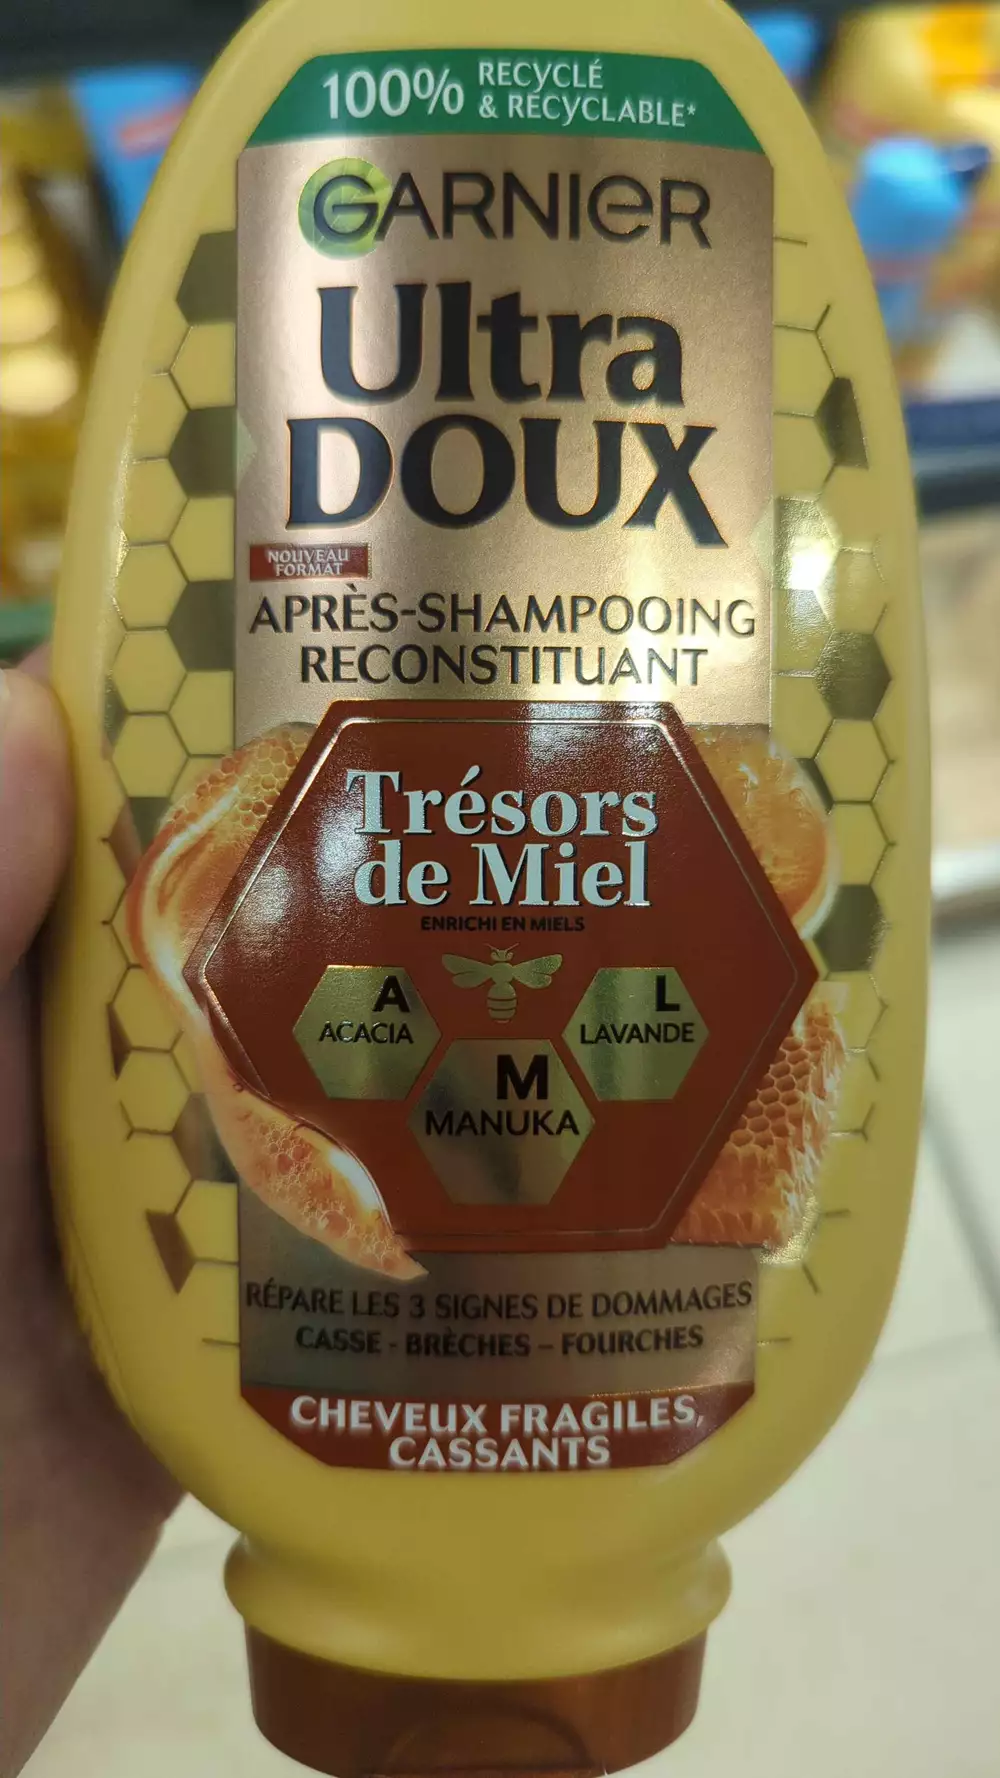 100% RECYCLÉ
& RECYCLABLE*
GARNIER
Ultra
DOUX
NOUVEAU
FORMAT
APRÈS-SHAMPOOING
RECONSTITUANT
Trésors
de Miel
ENRICHI EN MIELS
A
ACACIA
L
LAVANDE
M
MANUKA
RÉPARE LES 3 SIGNES DE DOMMAGES
CASSE - BRÈCHES – FOURCHES
CHEVEUX FRAGILES,
CASSANTS